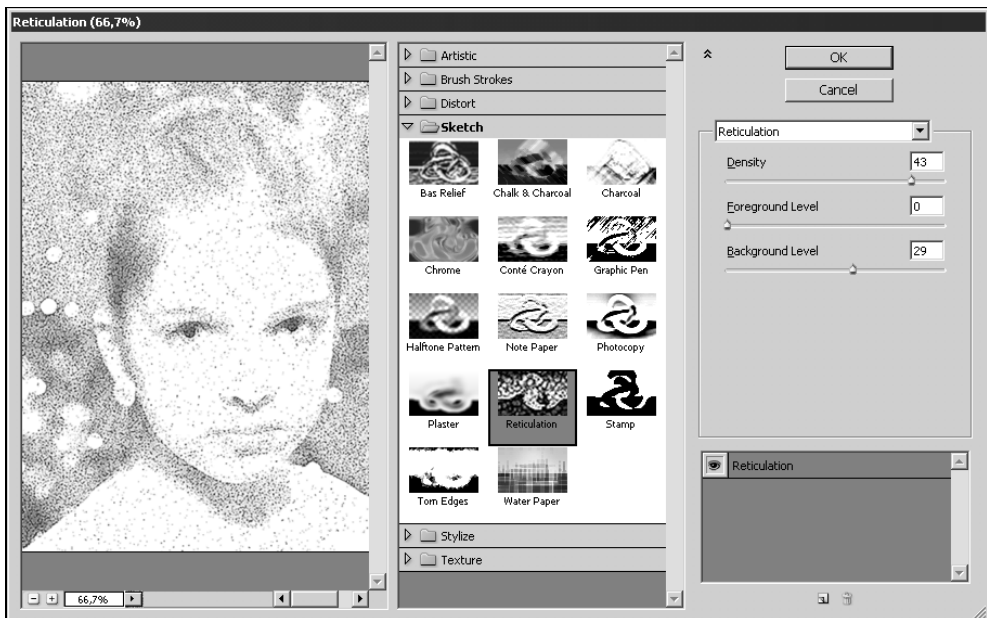 Reticulation (66,7%)
Artistic
Brush Strokes
Distort
Sketch
Bas Relief
Chalk & Charcoal
Charcoal
Chrome
Conté Crayon
Graphic Pen
Halftone Pattern
Note Paper
Photocopy
Plaster
Reticulation
Stamp
Torn Edges
Water Paper
Stylize
Texture
66,7%
OK
Cancel
Reticulation
Density 43
Foreground Level 0
Background Level 29
Reticulation